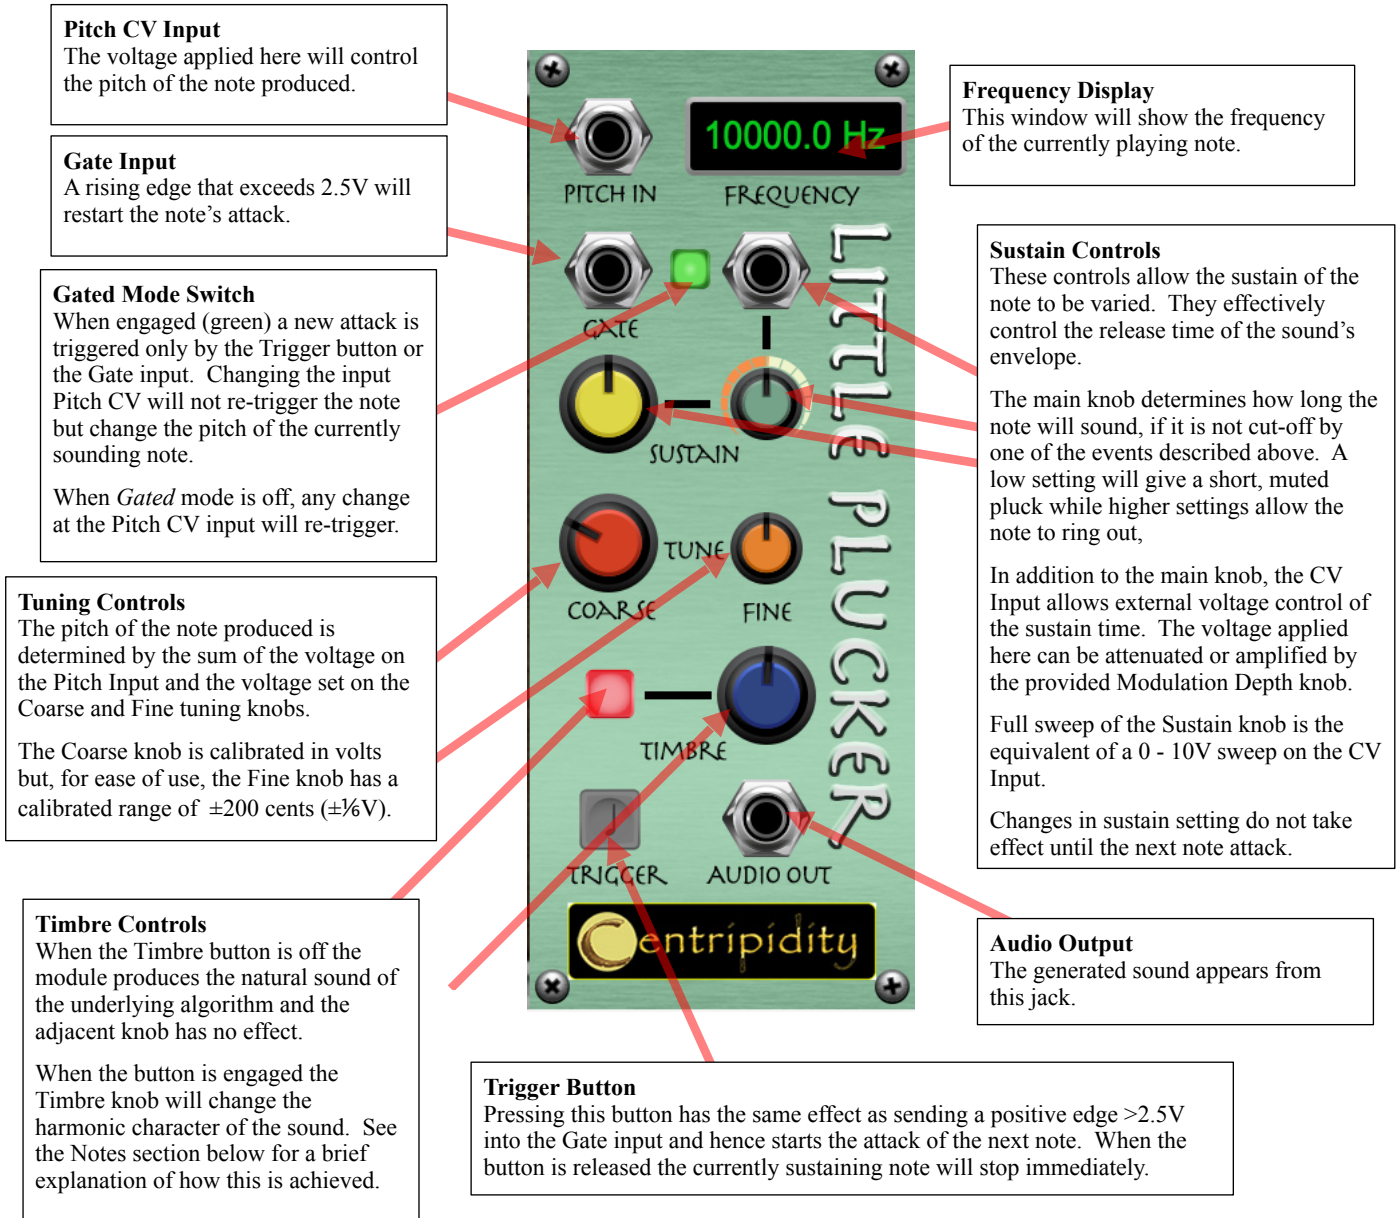 Pitch CV Input
The voltage applied here will control
the pitch of the note produced.
Gate Input
A rising edge that exceeds 2.5V will
restart the note's attack.
Gated Mode Switch
When engaged (green) a new attack is
triggered only by the Trigger button or
the Gate input.  Changing the input
Pitch CV will not re-trigger the note
but change the pitch of the currently
sounding note.
When Gated mode is off, any change
at the Pitch CV input will re-trigger.
Tuning Controls
The pitch of the note produced is
determined by the sum of the voltage on
the Pitch Input and the voltage set on the
Coarse and Fine tuning knobs.
The Coarse knob is calibrated in volts
but, for ease of use, the Fine knob has a
calibrated range of ±200 cents (±⅙V).
Timbre Controls
When the Timbre button is off the
module produces the natural sound of
the underlying algorithm and the
adjacent knob has no effect.
When the button is engaged the
Timbre knob will change the
harmonic character of the sound.  See
the Notes section below for a brief
explanation of how this is achieved.
10000.0 Hz
PITCH IN
FREQUENCY
GATE
SUSTAIN
TUNE
COARSE
FINE
TIMBRE
TRIGGER
AUDIO OUT
LITTLE PLUCKER
Centripidity
Frequency Display
This window will show the frequency
of the currently playing note.
Sustain Controls
These controls allow the sustain of the
note to be varied.  They effectively
control the release time of the sound's
envelope.
The main knob determines how long the
note will sound, if it is not cut-off by
one of the events described above.  A
low setting will give a short, muted
pluck while higher settings allow the
note to ring out,
In addition to the main knob, the CV
Input allows external voltage control of
the sustain time.  The voltage applied
here can be attenuated or amplified by
the provided Modulation Depth knob.
Full sweep of the Sustain knob is the
equivalent of a 0 - 10V sweep on the CV
Input.
Changes in sustain setting do not take
effect until the next note attack.
Audio Output
The generated sound appears from
this jack.
Trigger Button
Pressing this button has the same effect as sending a positive edge >2.5V
into the Gate input and hence starts the attack of the next note.  When the
button is released the currently sustaining note will stop immediately.